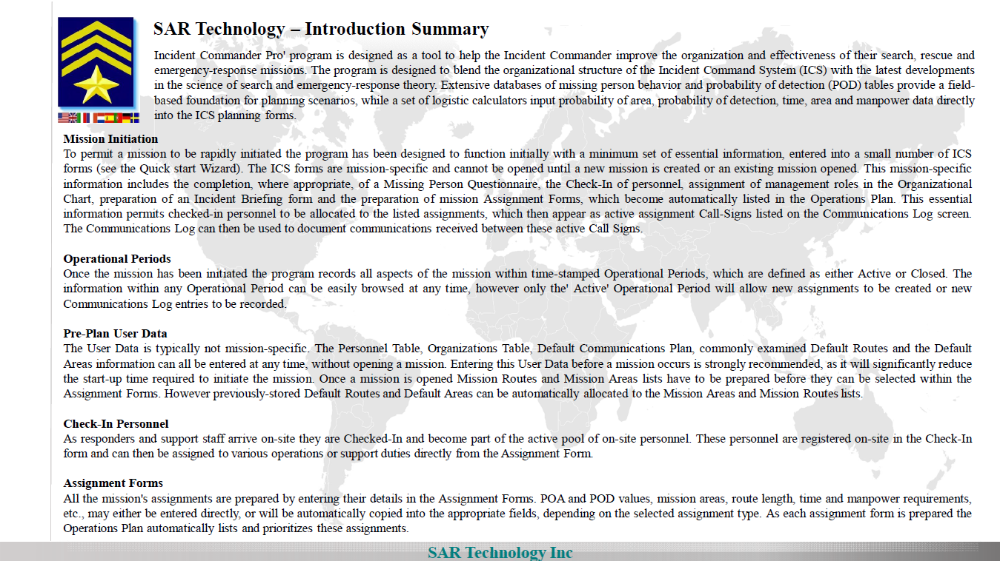 SAR Technology – Introduction Summary
Incident Commander Pro' program is designed as a tool to help the Incident Commander improve the organization and effectiveness of their search, rescue and
emergency-response missions. The program is designed to blend the organizational structure of the Incident Command System (ICS) with the latest developments
in the science of search and emergency-response theory. Extensive databases of missing person behavior and probability of detection (POD) tables provide a field-
based foundation for planning scenarios, while a set of logistic calculators input probability of area, probability of detection, time, area and manpower data directly
into the ICS planning forms.
Mission Initiation
To permit a mission to be rapidly initiated the program has been designed to function initially with a minimum set of essential information, entered into a small number of ICS
forms (see the Quick start Wizard). The ICS forms are mission-specific and cannot be opened until a new mission is created or an existing mission opened. This mission-specific
information includes the completion, where appropriate, of a Missing Person Questionnaire, the Check-In of personnel, assignment of management roles in the Organizational
Chart, preparation of an Incident Briefing form and the preparation of mission Assignment Forms, which become automatically listed in the Operations Plan. This essential
information permits checked-in personnel to be allocated to the listed assignments, which then appear as active assignment Call-Signs listed on the Communications Log screen.
The Communications Log can then be used to document communications received between these active Call Signs.
Operational Periods
Once the mission has been initiated the program records all aspects of the mission within time-stamped Operational Periods, which are defined as either Active or Closed. The
information within any Operational Period can be easily browsed at any time, however only the' Active' Operational Period will allow new assignments to be created or new
Communications Log entries to be recorded.
Pre-Plan User Data
The User Data is typically not mission-specific. The Personnel Table, Organizations Table, Default Communications Plan, commonly examined Default Routes and the Default
Areas information can all be entered at any time, without opening a mission. Entering this User Data before a mission occurs is strongly recommended, as it will significantly reduce
the start-up time required to initiate the mission. Once a mission is opened Mission Routes and Mission Areas lists have to be prepared before they can be selected within the
Assignment Forms. However previously-stored Default Routes and Default Areas can be automatically allocated to the Mission Areas and Mission Routes lists.
Check-In Personnel
As responders and support staff arrive on-site they are Checked-In and become part of the active pool of on-site personnel. These personnel are registered on-site in the Check-In
form and can then be assigned to various operations or support duties directly from the Assignment Form.
Assignment Forms
All the mission's assignments are prepared by entering their details in the Assignment Forms. POA and POD values, mission areas, route length, time and manpower requirements,
etc., may either be entered directly, or will be automatically copied into the appropriate fields, depending on the selected assignment type. As each assignment form is prepared the
Operations Plan automatically lists and prioritizes these assignments.
SAR Technology Inc